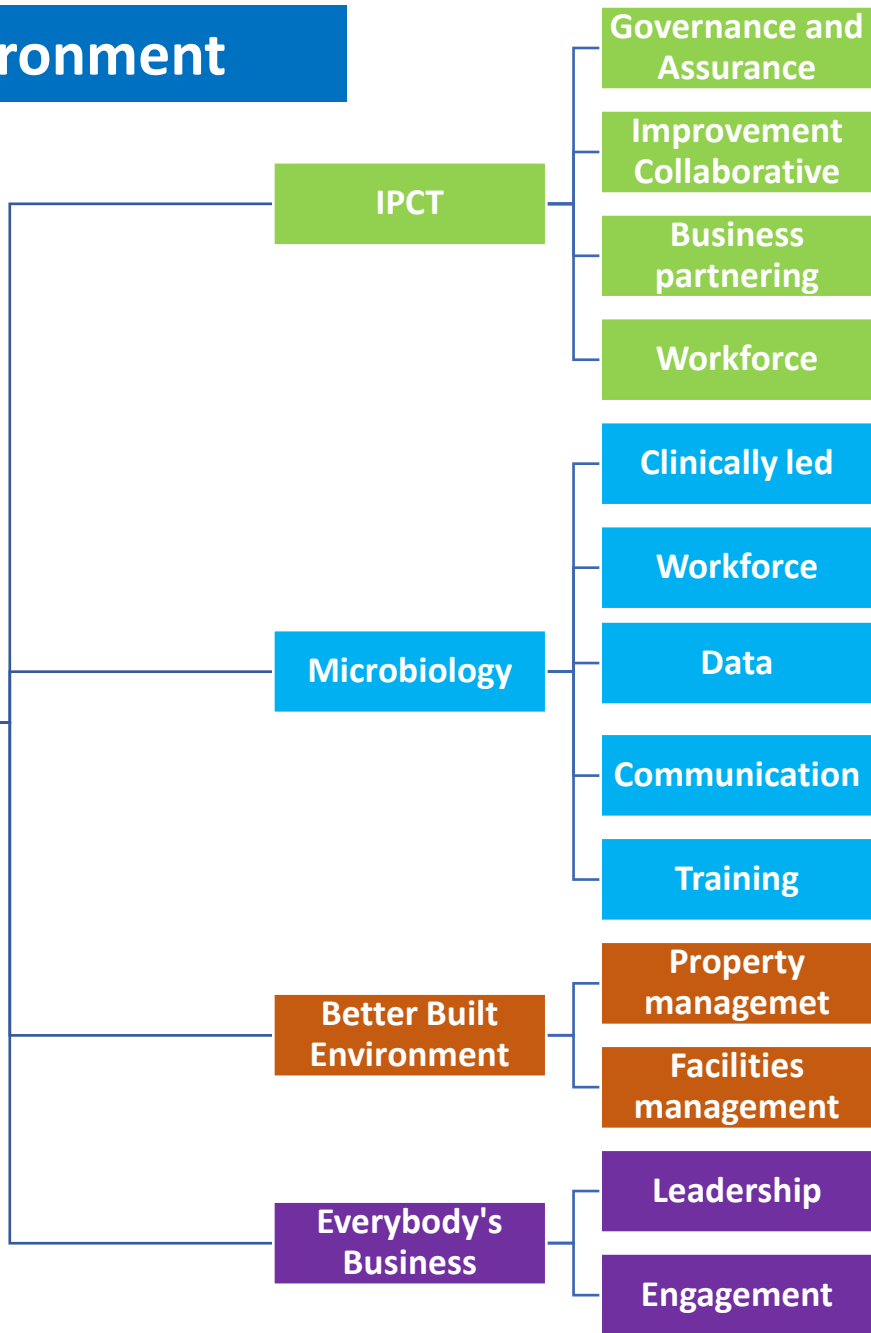 ronment
Governance and
Assurance
Improvement
Collaborative
IPCT
Business
partnering
Workforce
Clinically led
Workforce
Microbiology
Data
Communication
Training
Property
managemet
Better Built
Environment
Facilities
management
Everybody's
Business
Leadership
Engagement